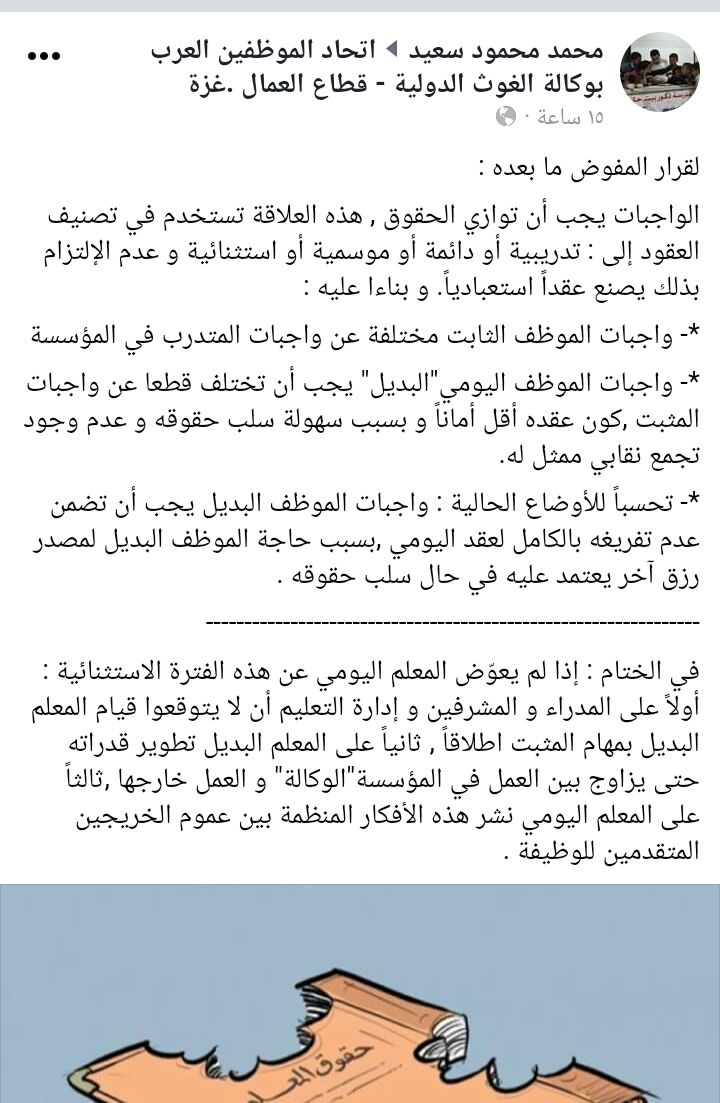 محمد محمود سعيد ◂ اتحاد الموظفين العرب
بوكالة الغوث الدولية - قطاع العمال .غزة
١٥ ساعة ·
لقرار المفوض ما بعده :
الواجبات يجب أن توازي الحقوق , هذه العلاقة تستخدم في تصنيف
العقود إلى : تدريبية أو دائمة أو موسمية أو استثنائية و عدم الإلتزام
بذلك يصنع عقداً استعبادياً. و بناءا عليه :
*- واجبات الموظف الثابت مختلفة عن واجبات المتدرب في المؤسسة
*- واجبات الموظف اليومي"البديل" يجب أن تختلف قطعا عن واجبات
المثبت ,كون عقده أقل أماناً و بسبب سهولة سلب حقوقه و عدم وجود
تجمع نقابي ممثل له.
*- تحسباً للأوضاع الحالية : واجبات الموظف البديل يجب أن تضمن
عدم تفريغه بالكامل لعقد اليومي ,بسبب حاجة الموظف البديل لمصدر
رزق آخر يعتمد عليه في حال سلب حقوقه .
----------------------------------------------------------------
في الختام : إذا لم يعوّض المعلم اليومي عن هذه الفترة الاستثنائية :
أولاً على المدراء و المشرفين و إدارة التعليم أن لا يتوقعوا قيام المعلم
البديل بمهام المثبت اطلاقاً , ثانياً على المعلم البديل تطوير قدراته
حتى يزاوج بين العمل في المؤسسة"الوكالة" و العمل خارجها ,ثالثاً
على المعلم اليومي نشر هذه الأفكار المنظمة بين عموم الخريجين
المتقدمين للوظيفة .
حقوق